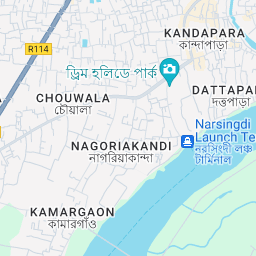 KANDAPARA
কান্দাপাড়া
R114
ড্রিম হলিডে পার্ক
CHOUWALA
চৌয়ালা
DATTAPA
দত্তপাড়া
Narsingdi
Launch Te
নরসিংদী লঞ্চ
টার্মিনাল
NAGORIAKANDI
নাগরিয়াকান্দা
KAMARGAON
কামারগাঁও